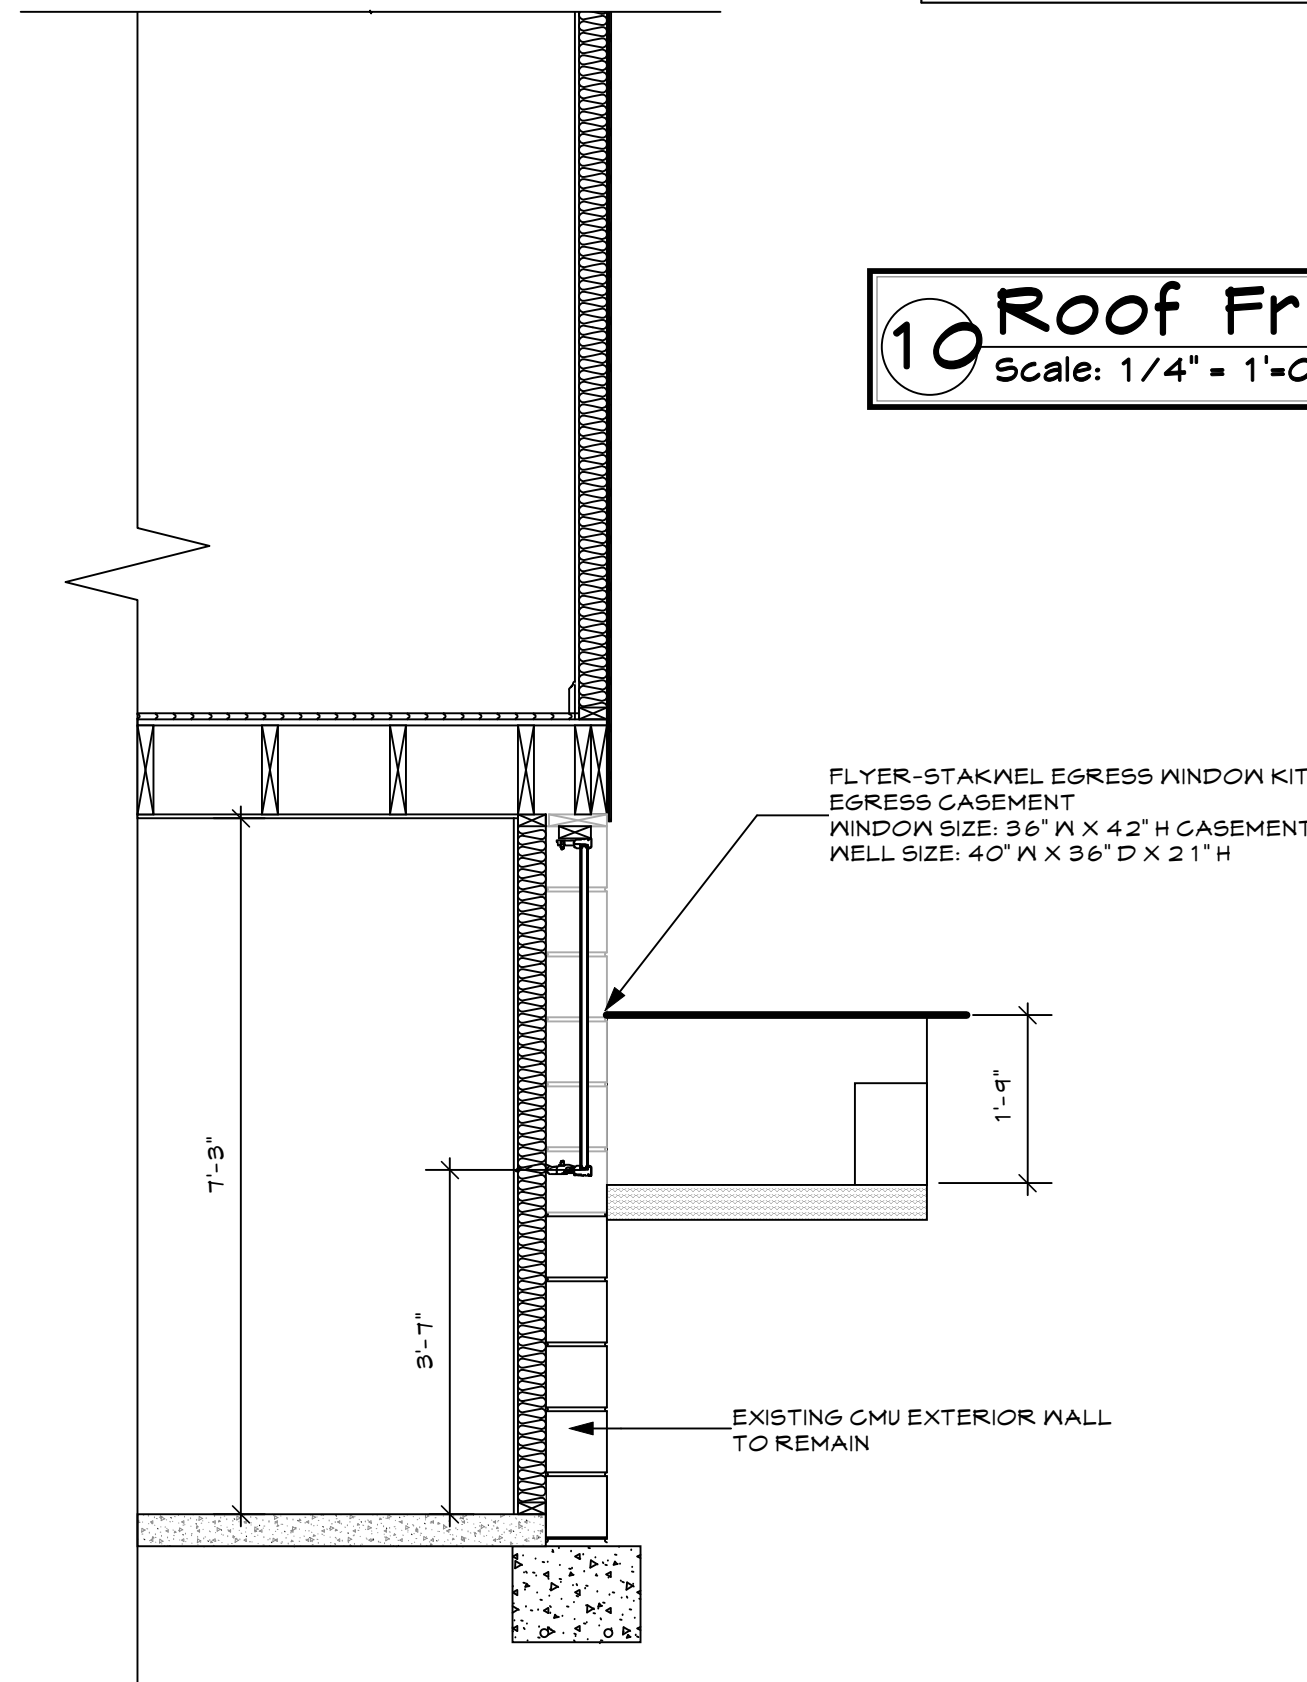 10
Roof Fr
Scale: 1/4" = 1'=0
FLYER-STAKWEL EGRESS WINDOW KIT
EGRESS CASEMENT
WINDOW SIZE: 36" W X 42" H CASEMENT
WELL SIZE: 40" W X 36" D X 21" H
1'-9"
7'-3"
3'-7"
EXISTING CMU EXTERIOR WALL
TO REMAIN